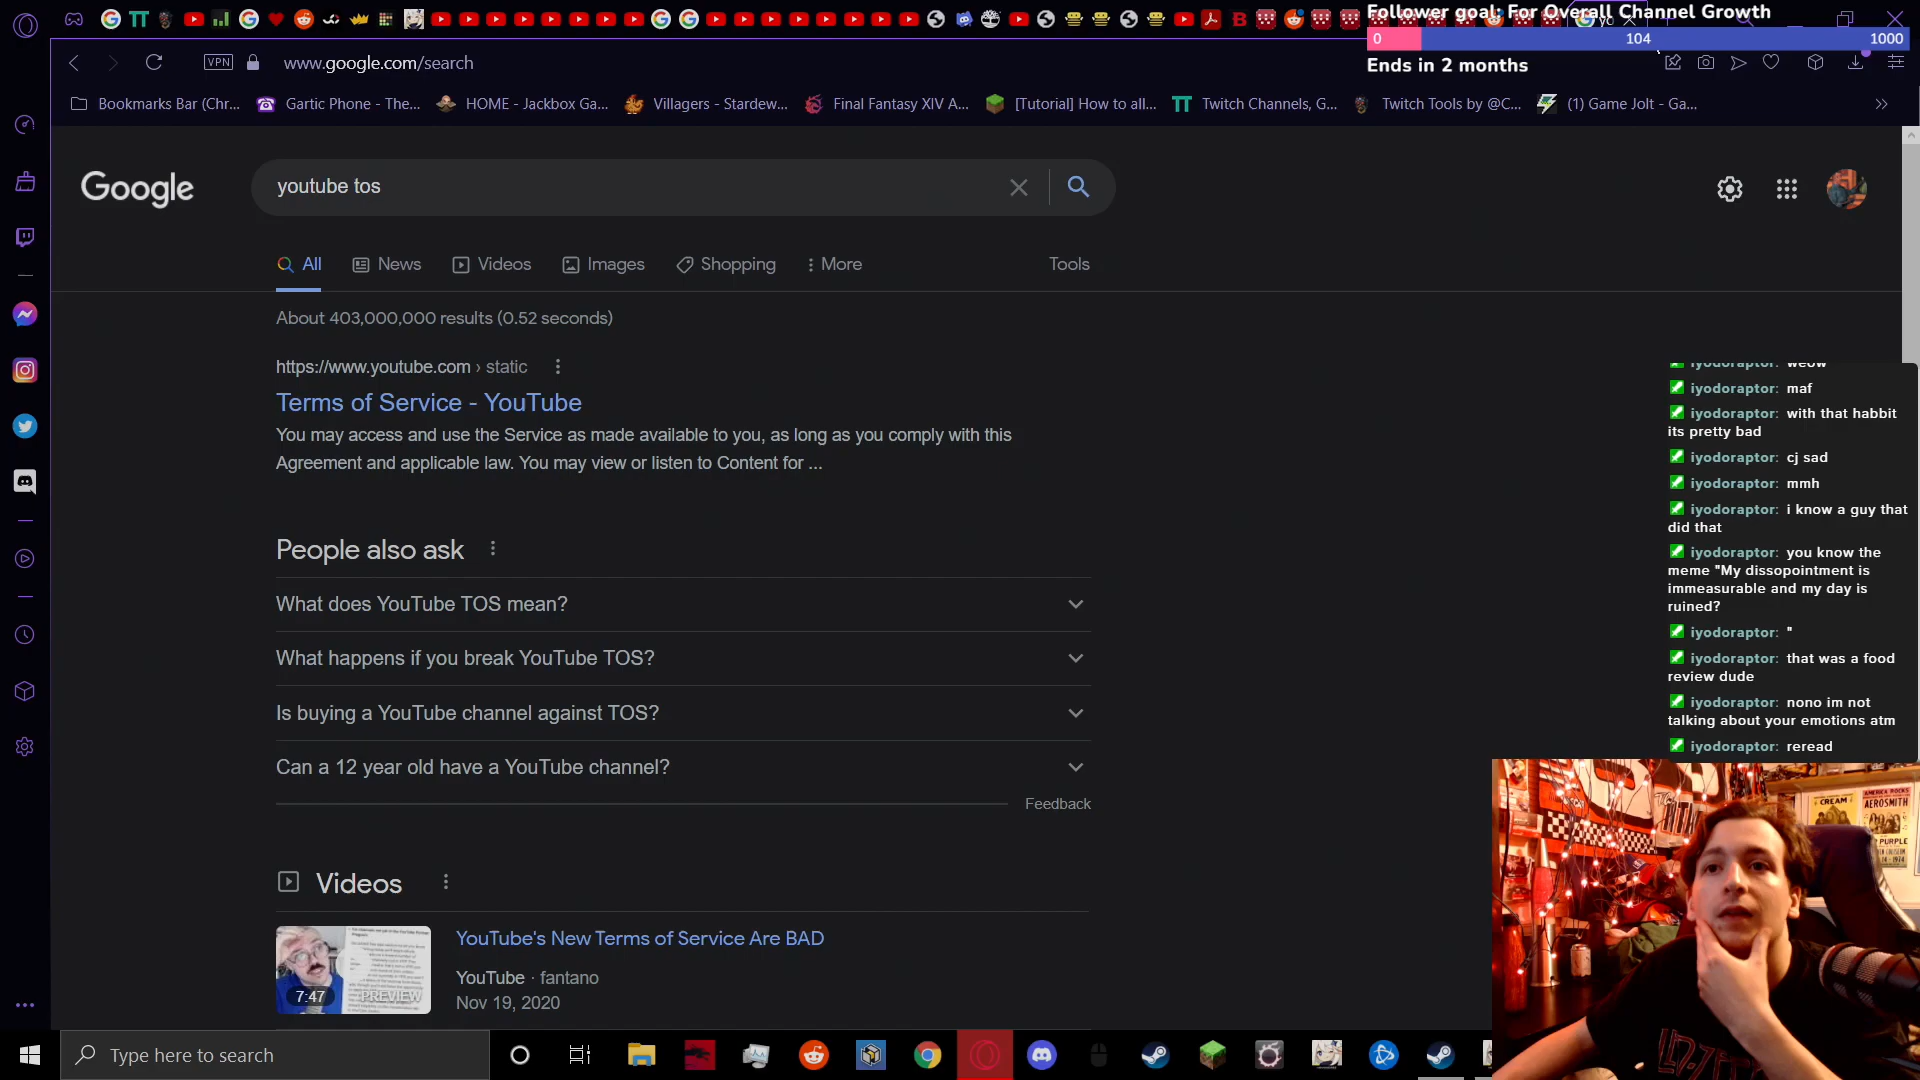 Follower goal: For Overall Channel Growth
0 104 1000
Ends in 2 months
VPN
www.google.com/search
Bookmarks Bar (Chr...
Gartic Phone - The...
HOME - Jackbox Ga...
Villagers - Stardew...
Final Fantasy XIV A...
[Tutorial] How to all...
Twitch Channels, G...
Twitch Tools by @C...
(1) Game Jolt - Ga...
Google
youtube tos
All
News
Videos
Images
Shopping
More
Tools
About 403,000,000 results (0.52 seconds)
https://www.youtube.com › static
Terms of Service - YouTube
You may access and use the Service as made available to you, as long as you comply with this
Agreement and applicable law. You may view or listen to Content for ...
People also ask
What does YouTube TOS mean?
What happens if you break YouTube TOS?
Is buying a YouTube channel against TOS?
Can a 12 year old have a YouTube channel?
Feedback
Videos
7:47
PREVIEW
YouTube's New Terms of Service Are BAD
YouTube · fantano
Nov 19, 2020
iyodoraptor: weow
iyodoraptor: maf
iyodoraptor: with that habbit
its pretty bad
iyodoraptor: cj sad
iyodoraptor: mmh
iyodoraptor: i know a guy that
did that
iyodoraptor: you know the
meme "My dissopointment is
immeasurable and my day is
ruined?
iyodoraptor: "
iyodoraptor: that was a food
review dude
iyodoraptor: nono im not
talking about your emotions atm
iyodoraptor: reread
CREAM
AMERICA ROCKS
AEROSMITH
PURPLE
Type here to search